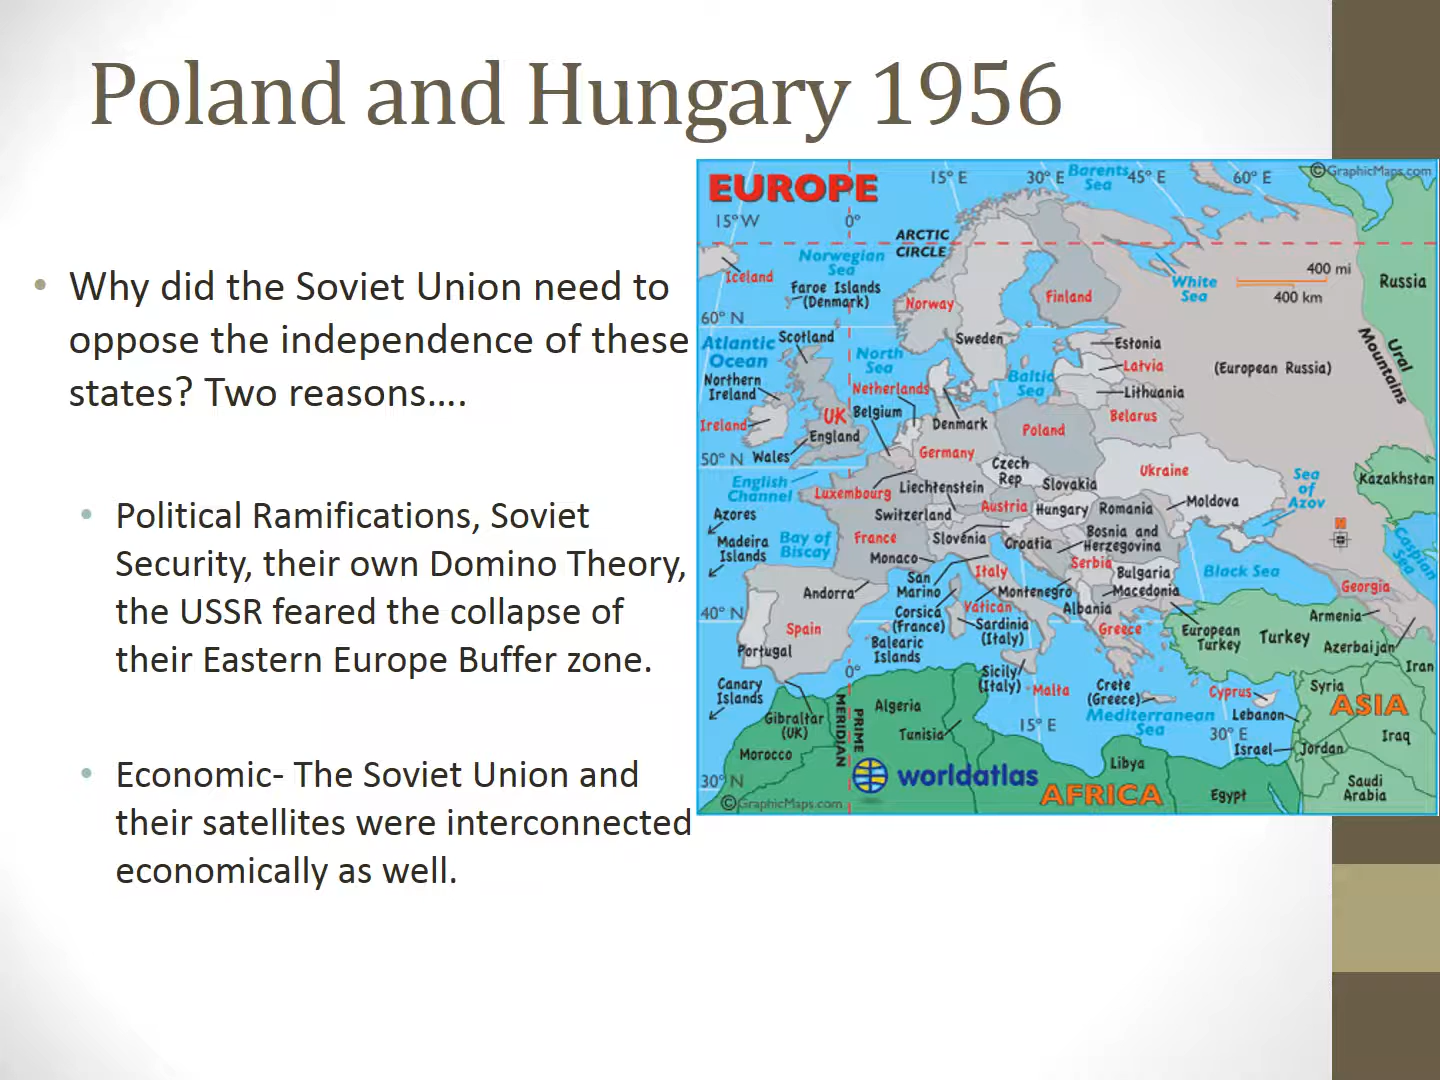 Poland and Hungary 1956
• Why did the Soviet Union need to
oppose the independence of these
states? Two reasons....
• Political Ramifications, Soviet
Security, their own Domino Theory,
the USSR feared the collapse of
their Eastern Europe Buffer zone.
• Economic- The Soviet Union and
their satellites were interconnected
economically as well.
EUROPE
15° W
0°
15° E
30° E
Barents
Sea
45° E
60° E
©GraphicMaps.com
ARCTIC
CIRCLE
Norwegian
Sea
Iceland
Faroe Islands
(Denmark)
Norway
Finland
White
Sea
400 mi
400 km
Russia
60° N
Scotland
Sweden
Estonia
Ural
Mountains
Atlantic
Ocean
North
Sea
Latvia
(European Russia)
Northern
Ireland
Netherlands
Baltic
Sea
Lithuania
Ireland
UK
Belgium
Denmark
Belarus
England
Poland
Wales
50° N
Germany
Czech
Rep
Ukraine
English
Channel
Luxembourg
Liechtenstein
Slovakia
Sea
of
Azov
Kazakhstan
Azores
Switzerland
Austria
Hungary
Romania
Moldova
N
Madeira
Islands
Bay of
Biscay
France
Slovenia
Croatia
Bosnia and
Herzegovina
Caspian
Sea
Monaco
Italy
Serbia
Bulgaria
Black Sea
Andorra
San
Marino
Montenegro
Macedonia
Georgia
40° N
Corsica
(France)
Vatican
Albania
Armenia
Spain
Sardinia
(Italy)
Greece
European
Turkey
Turkey
Azerbaijan
Portugal
Balearic
Islands
Iran
0°
Canary
Islands
Sicily
(Italy)
Malta
Crete
(Greece)
Cyprus
Syria
ASIA
Gibraltar
(UK)
PRIME
MERIDIAN
Algeria
Mediterranean
Sea
Lebanon
Tunisia
15° E
30° E
Iraq
Morocco
Israel
Jordan
30° N
worldatlas
Libya
Saudi
Arabia
©GraphicMaps.com
AFRICA
Egypt